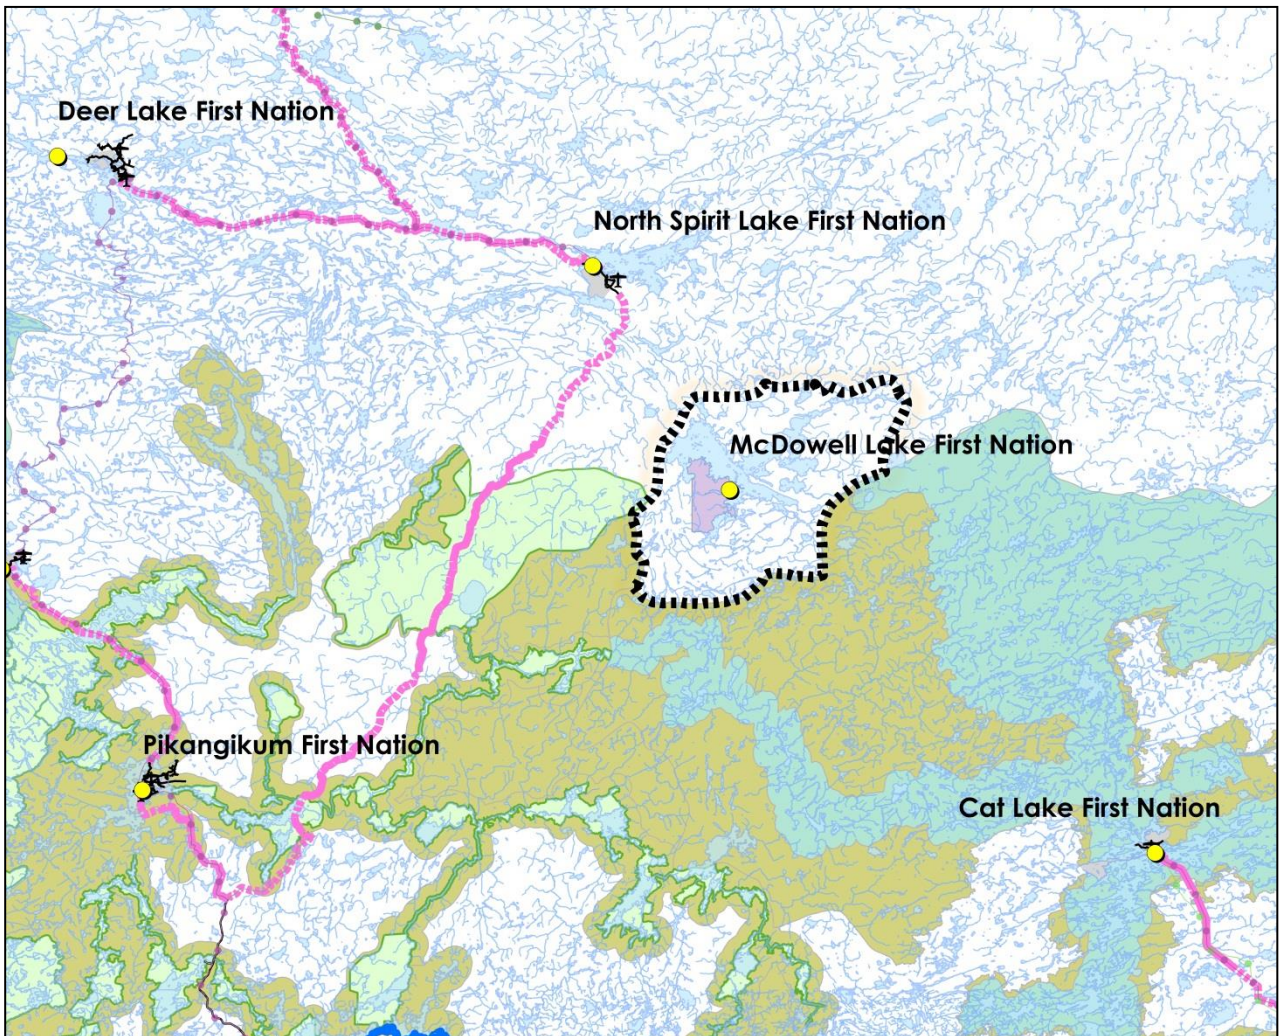 Deer Lake First Nation
North Spirit Lake First Nation
McDowell Lake First Nation
Pikangikum First Nation
Cat Lake First Nation